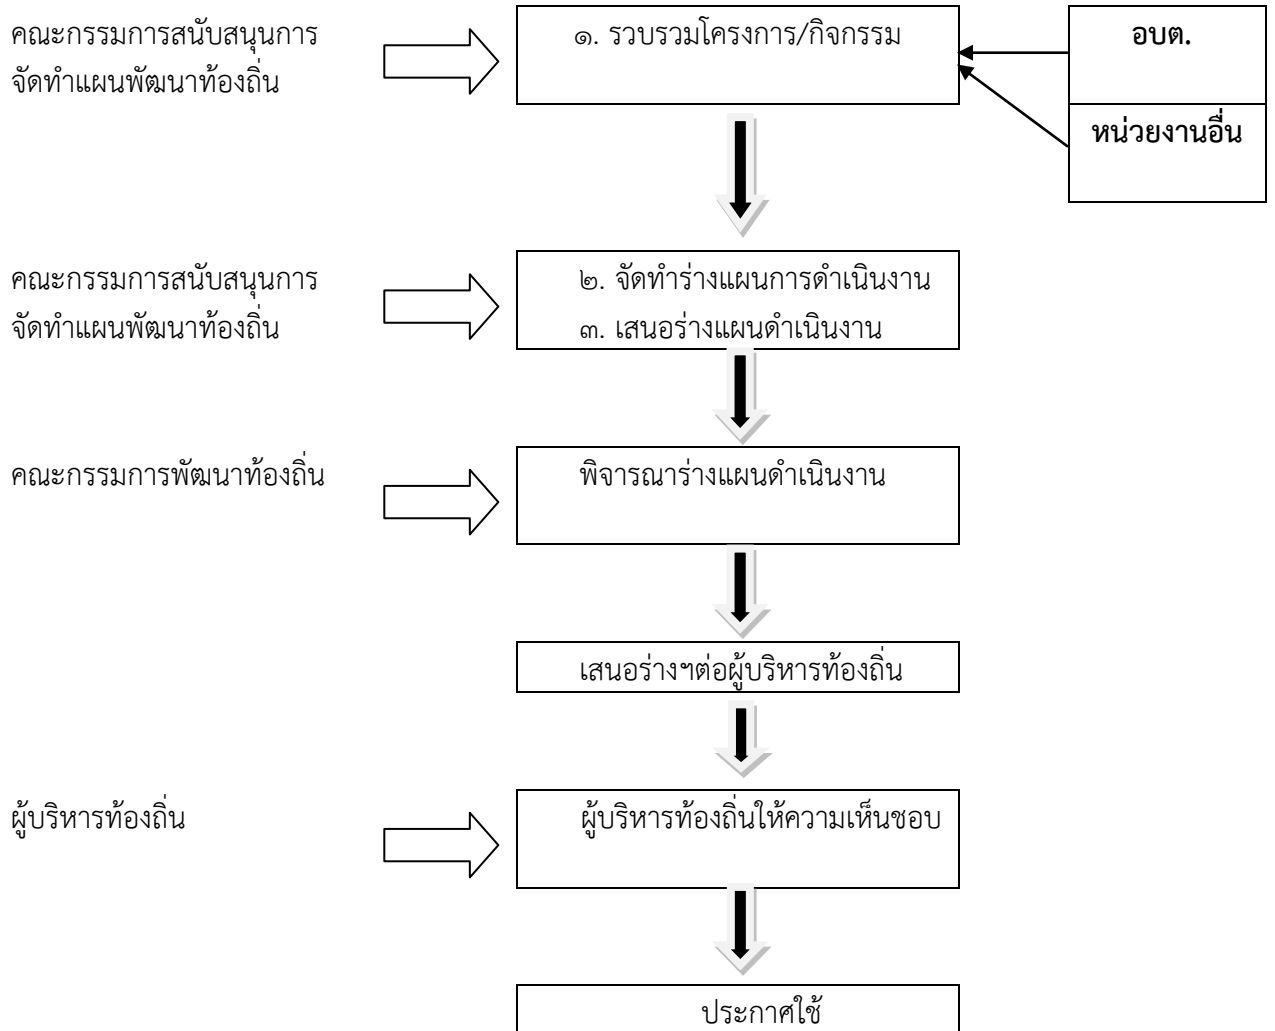 คณะกรรมการสนับสนุนการ
จัดทำแผนพัฒนาท้องถิ่น
๑. รวบรวมโครงการ/กิจกรรม
อบต.
หน่วยงานอื่น
คณะกรรมการสนับสนุนการ
จัดทำแผนพัฒนาท้องถิ่น
๒. จัดทำร่างแผนการดำเนินงาน
๓. เสนอร่างแผนดำเนินงาน
คณะกรรมการพัฒนาท้องถิ่น
พิจารณาร่างแผนดำเนินงาน
เสนอร่างฯต่อผู้บริหารท้องถิ่น
ผู้บริหารท้องถิ่น
ผู้บริหารท้องถิ่นให้ความเห็นชอบ
ประกาศใช้